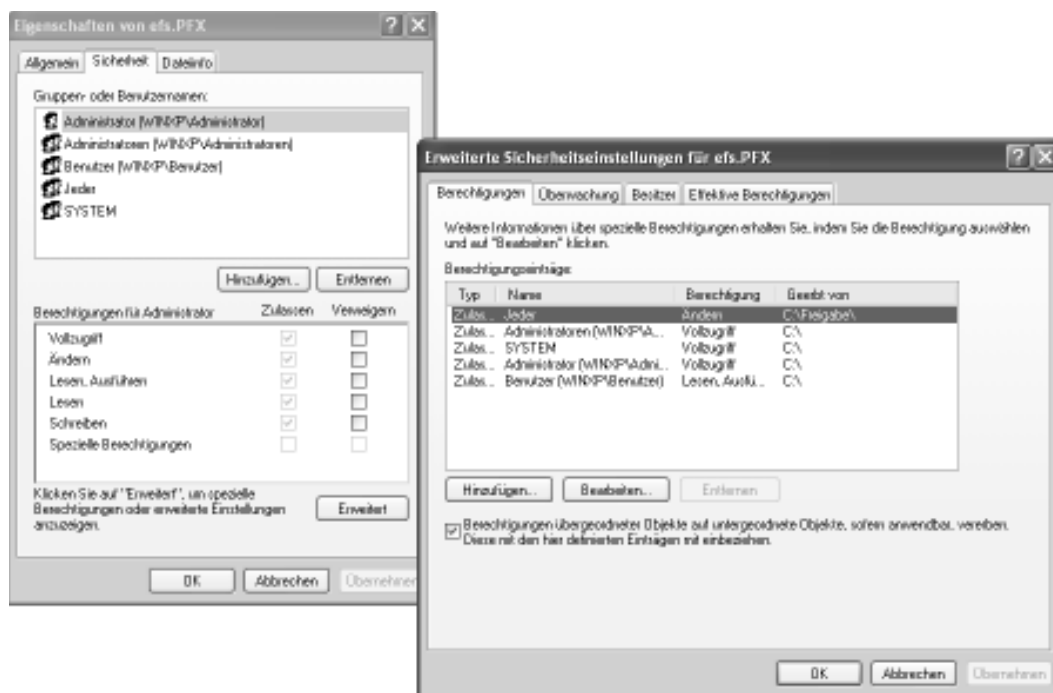 Eigenschaften von efs.PFX
Allgemein Sicherheit Dateiinfo
Gruppen- oder Benutzernamen:
Administrator (WINXP\Administrator)
Administratoren (WINXP\Administratoren)
Benutzer (WINXP\Benutzer)
Jeder
SYSTEM
Hinzufügen... Entfernen
Berechtigungen für Administrator Zulassen Verweigern
Vollzugriff
Ändern
Lesen, Ausführen
Lesen
Schreiben
Spezielle Berechtigungen
Klicken Sie auf "Erweitert", um spezielle
Berechtigungen oder erweiterte Einstellungen
anzuzeigen.
Erweitert
OK Abbrechen Übernehmen
Erweiterte Sicherheitseinstellungen für efs.PFX
Berechtigungen Überwachung Besitzer Effektive Berechtigungen
Weitere Informationen über spezielle Berechtigungen erhalten Sie, indem Sie die Berechtigung auswählen
und auf "Bearbeiten" klicken.
Berechtigungseinträge:
Typ Name Berechtigung Geerbt von
Zulas... Jeder Ändern C:\Freigabe\
Zulas... Administratoren (WINXP\A... Vollzugriff C:\
Zulas... SYSTEM Vollzugriff C:\
Zulas... Administrator (WINXP\Admi... Vollzugriff C:\
Zulas... Benutzer (WINXP\Benutzer) Lesen, Ausfü... C:\
Hinzufügen... Bearbeiten... Entfernen
Berechtigungen übergeordneter Objekte auf untergeordnete Objekte, sofern anwendbar, vererben.
Diese mit den hier definierten Einträgen mit einbeziehen.
OK Abbrechen Übernehmen